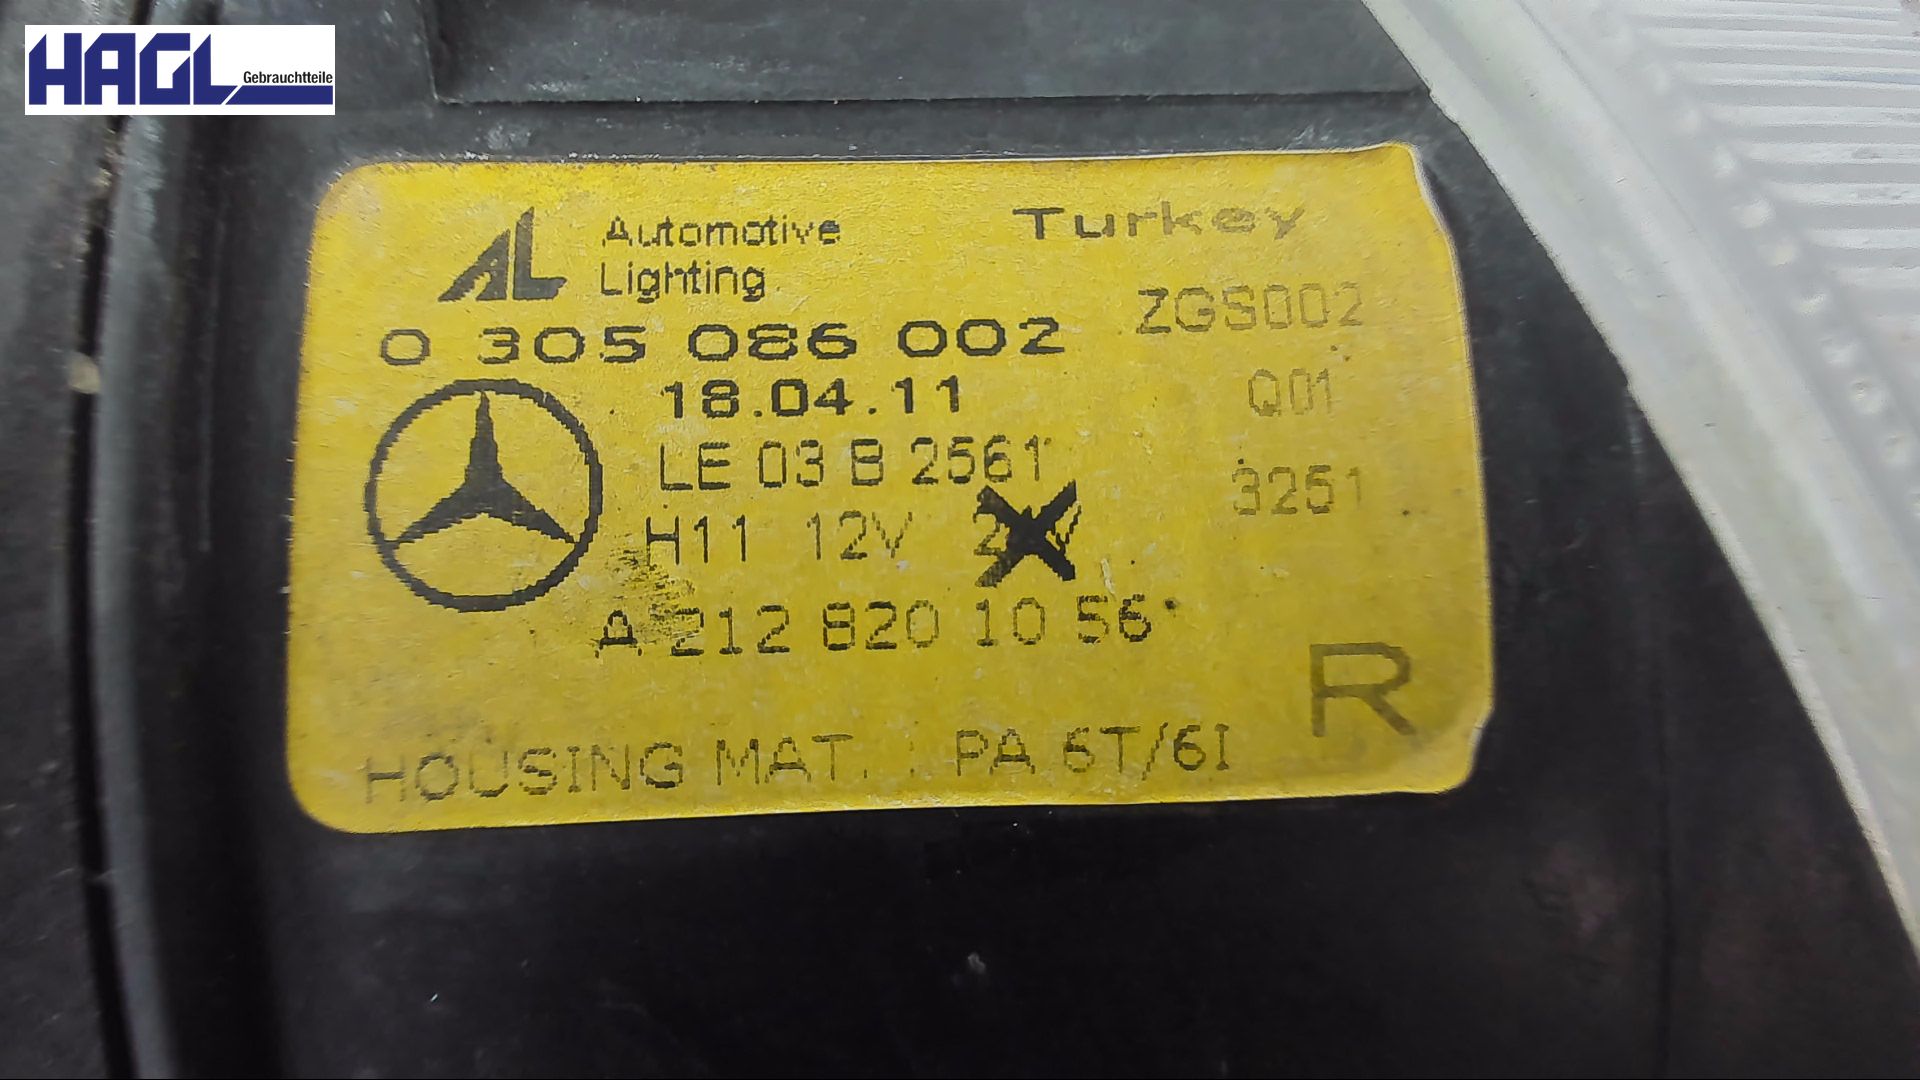 HAGL
Gebrauchtteile
AL Automotive Lighting
Turkey
0 305 086 002
ZGS002
18.04.11
Q01
LE 03 B 2561
3251
H11 12V
A 212 820 10 56
R
HOUSING MAT. : PA 6T/6I